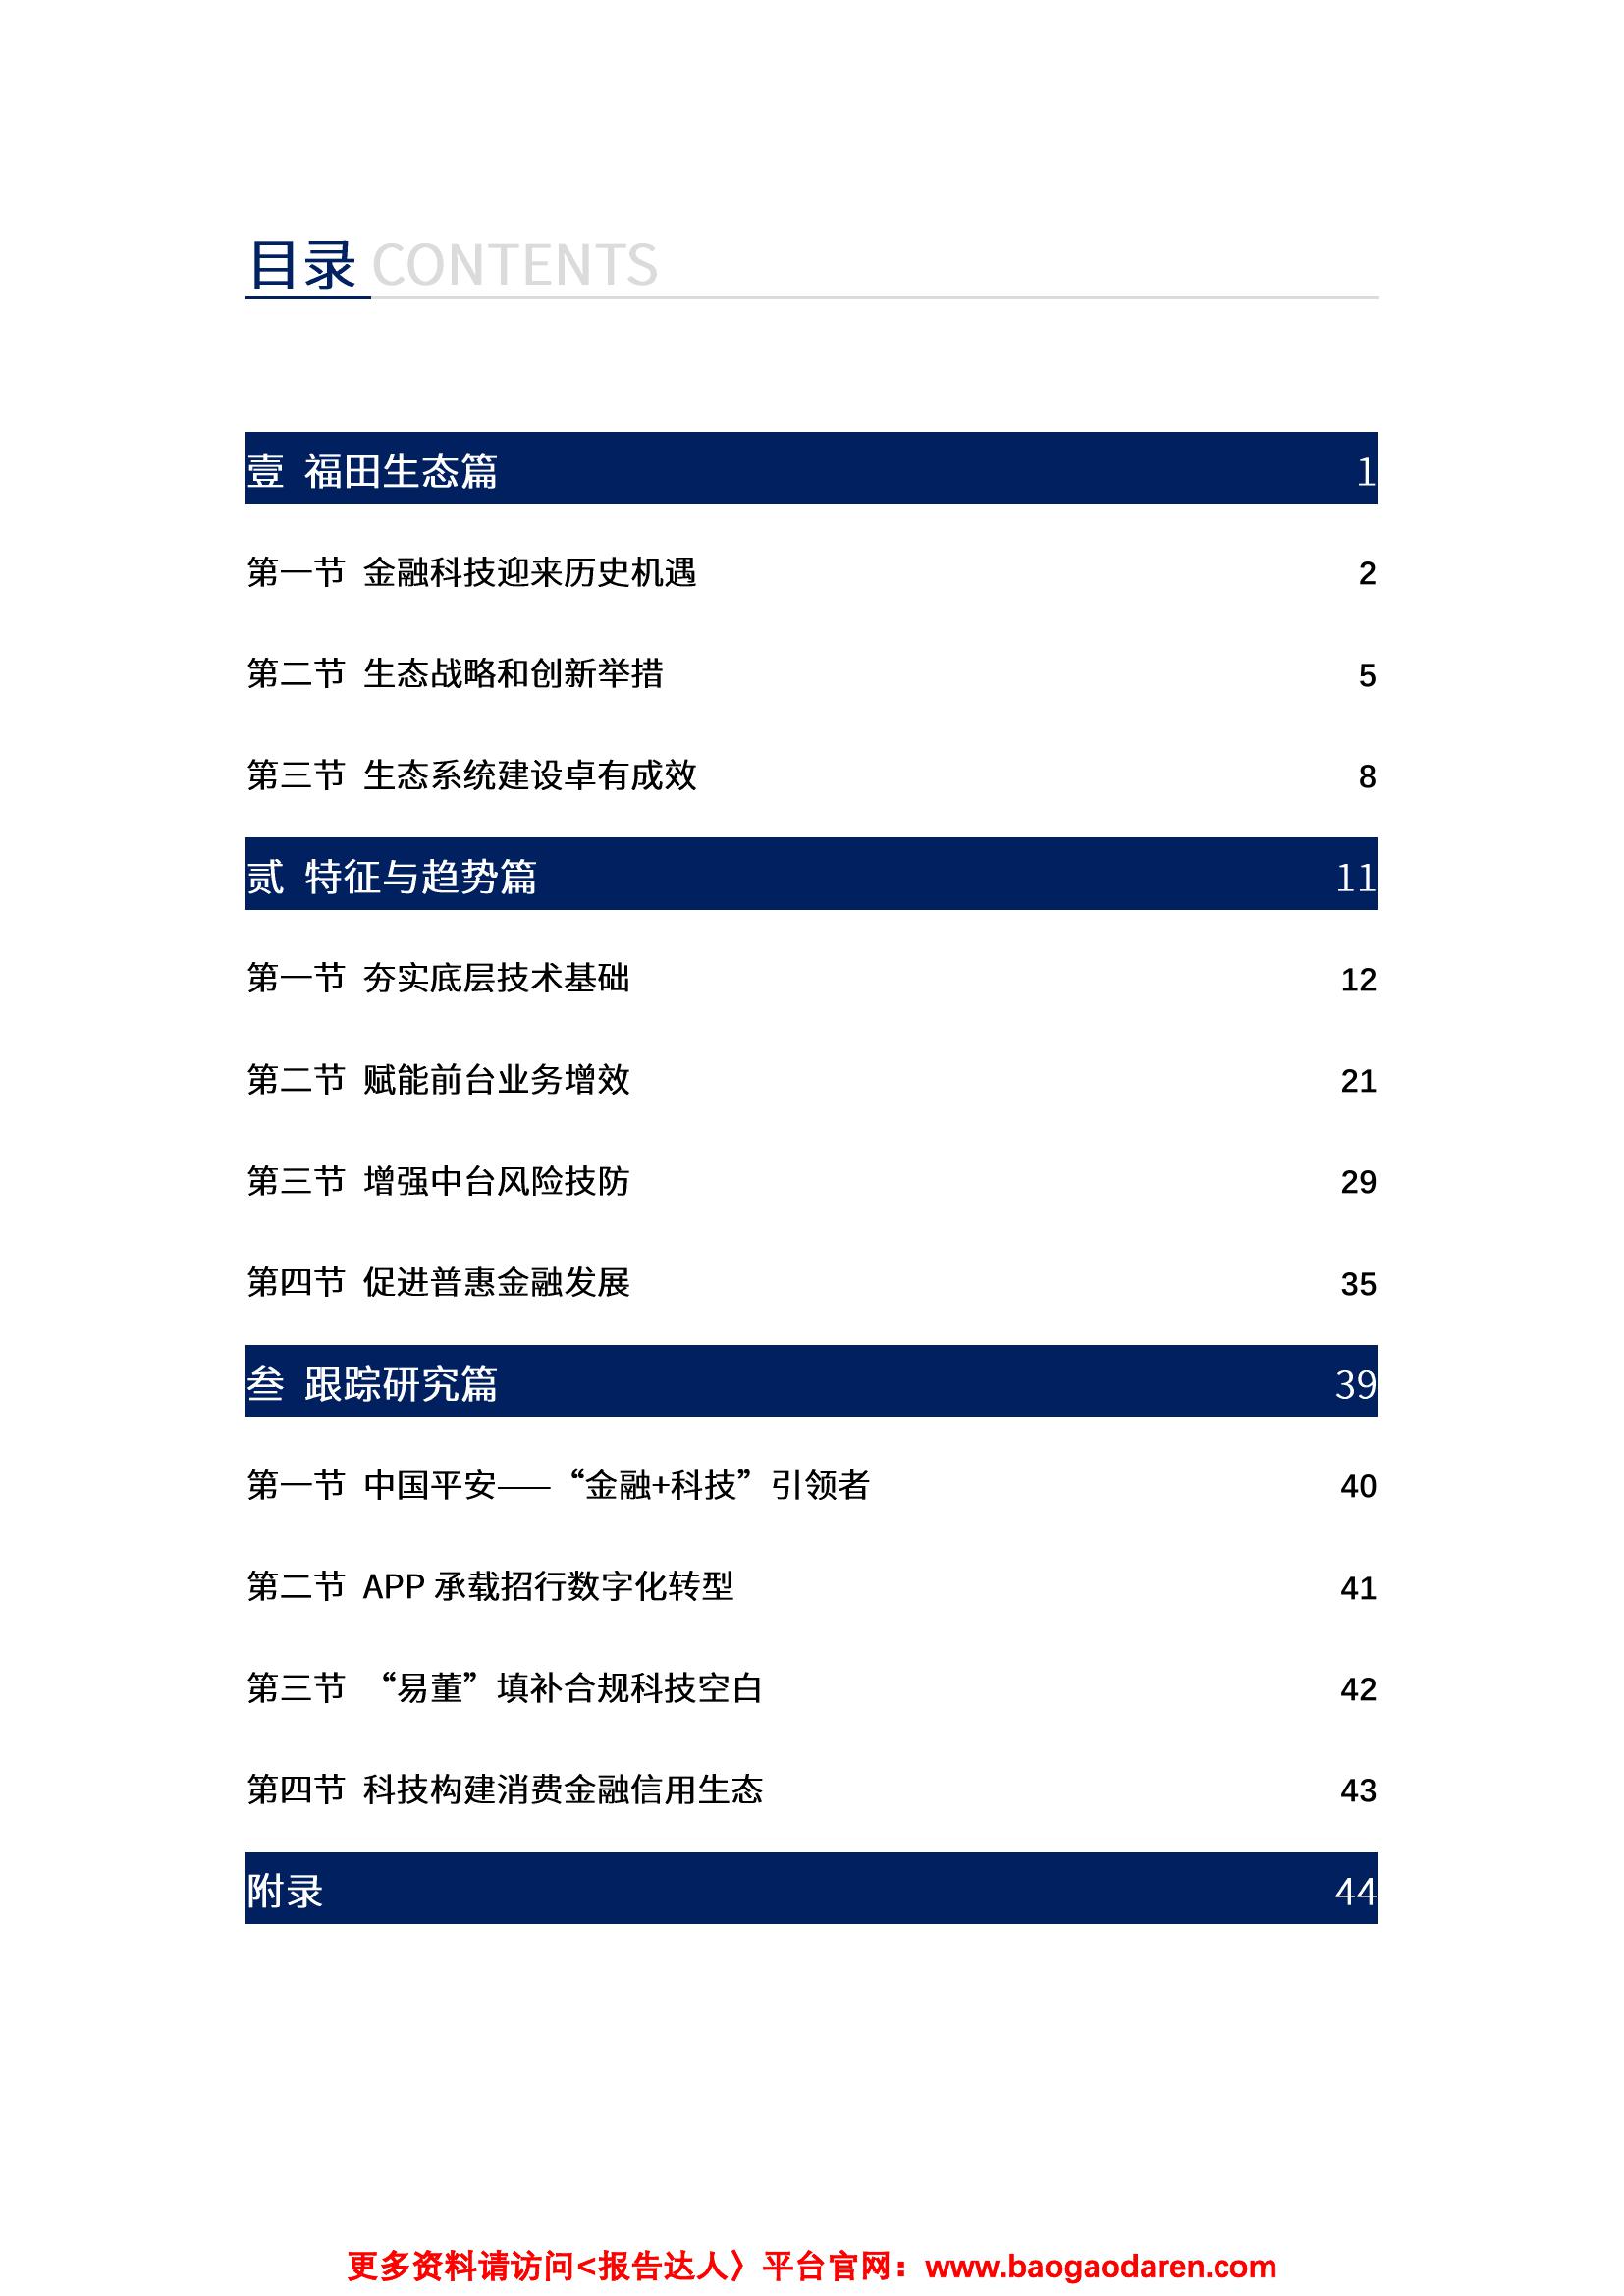 目录 CONTENTS
壹 福田生态篇 1
第一节 金融科技迎来历史机遇 2
第二节 生态战略和创新举措 5
第三节 生态系统建设卓有成效 8
贰 特征与趋势篇 11
第一节 夯实底层技术基础 12
第二节 赋能前台业务增效 21
第三节 增强中台风险技防 29
第四节 促进普惠金融发展 35
叁 跟踪研究篇 39
第一节 中国平安——“金融+科技”引领者 40
第二节 APP 承载招行数字化转型 41
第三节 “易董”填补合规科技空白 42
第四节 科技构建消费金融信用生态 43
附录 44
更多资料请访问<报告达人〉平台官网：www.baogaodaren.com